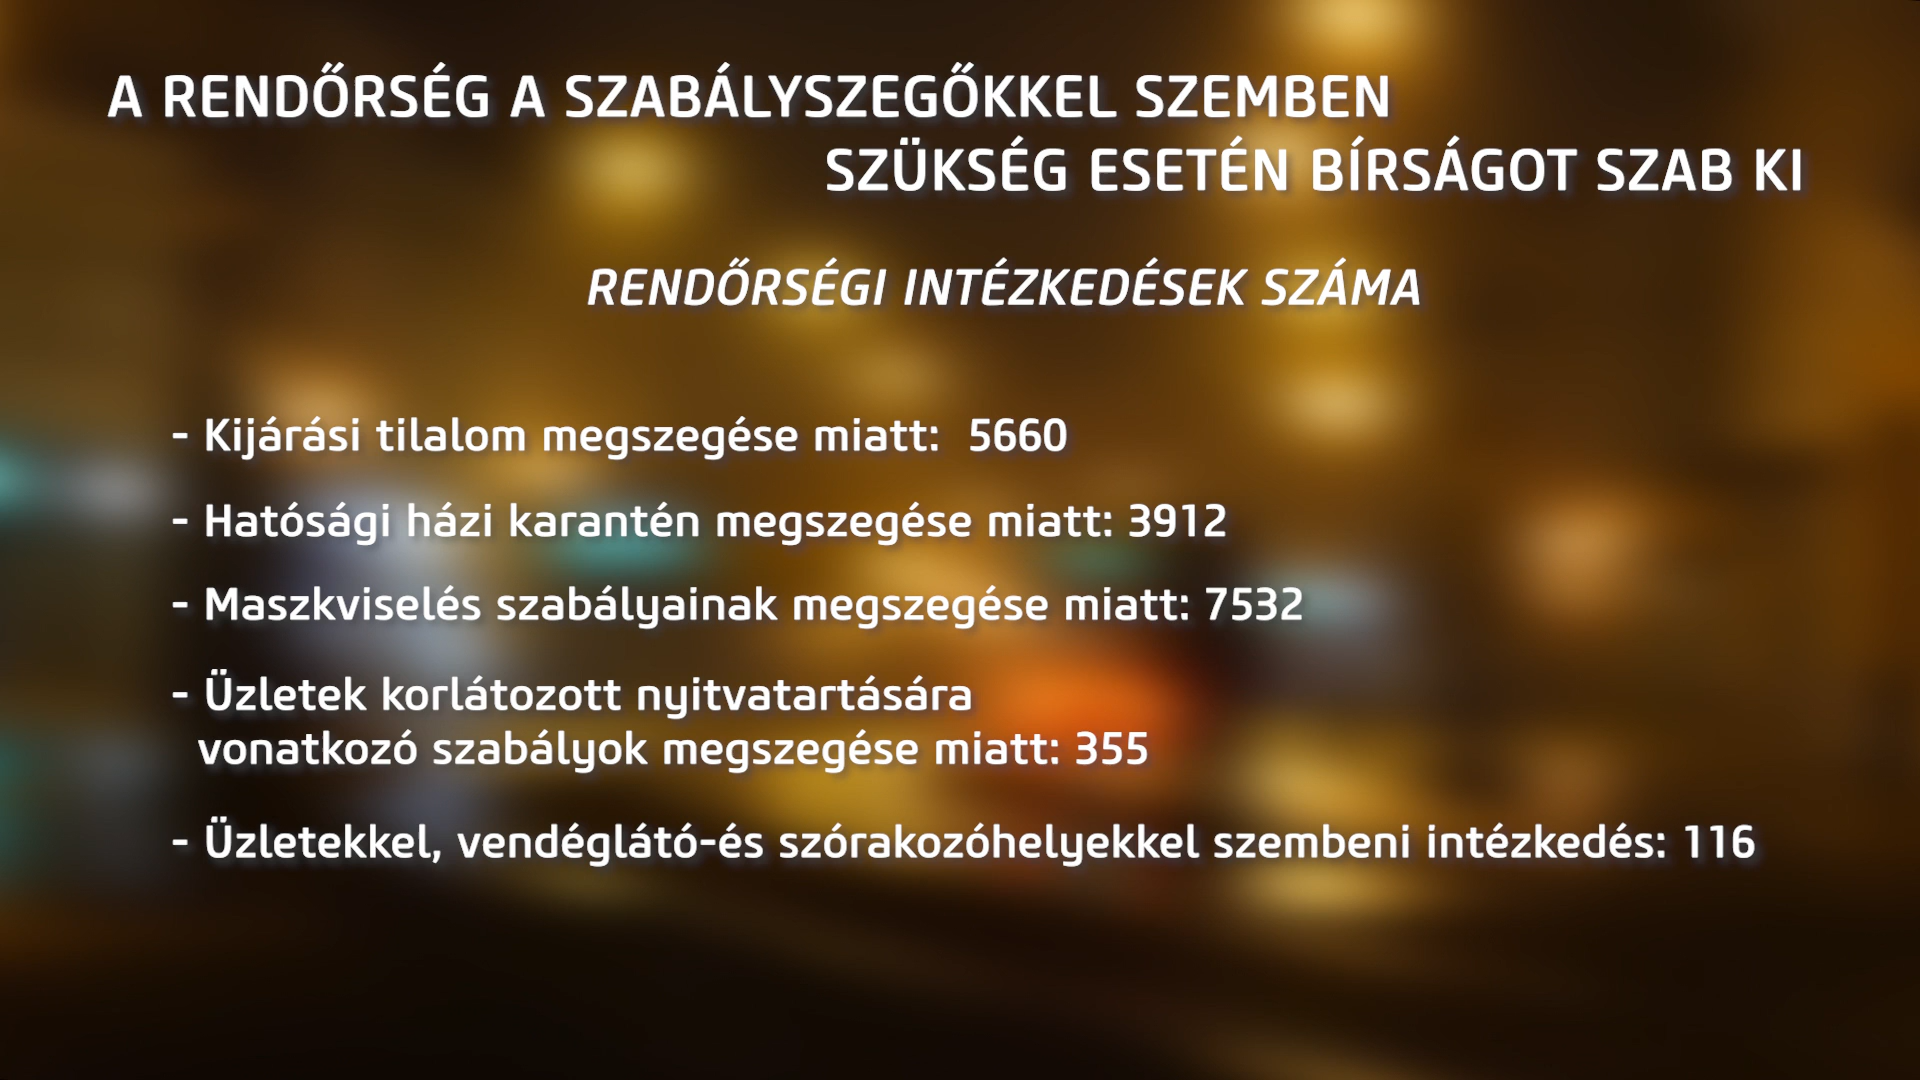 A RENDŐRSÉG A SZABÁLYSZEGŐKKEL SZEMBEN
SZÜKSÉG ESETÉN BÍRSÁGOT SZAB KI
RENDŐRSÉGI INTÉZKEDÉSEK SZÁMA
- Kijárási tilalom megszegése miatt: 5660
- Hatósági házi karantén megszegése miatt: 3912
- Maszkviselés szabályainak megszegése miatt: 7532
- Üzletek korlátozott nyitvatartására
vonatkozó szabályok megszegése miatt: 355
- Üzletekkel, vendéglátó-és szórakozóhelyekkel szembeni intézkedés: 116